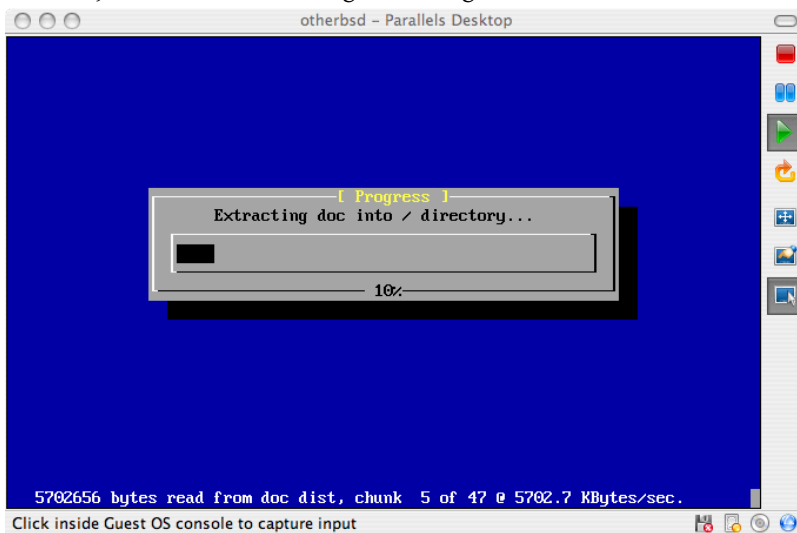 otherbsd – Parallels Desktop
[ Progress ]
Extracting doc into / directory...
10%
5702656 bytes read from doc dist, chunk 5 of 47 @ 5702.7 KBytes/sec.
Click inside Guest OS console to capture input